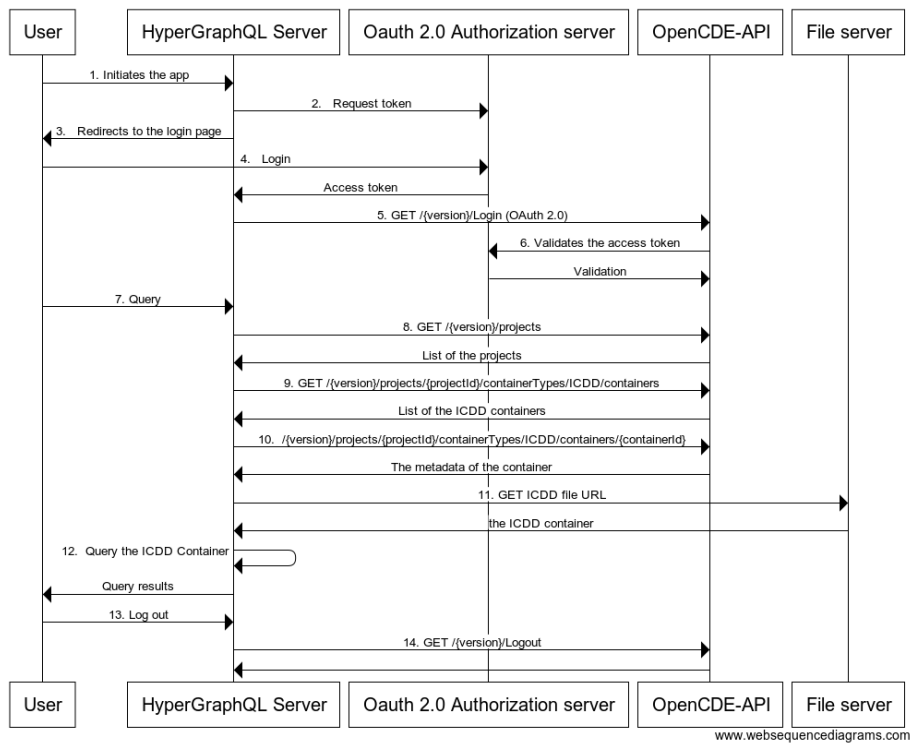 User HyperGraphQL Server Oauth 2.0 Authorization server OpenCDE-API File server
1. Initiates the app
2. Request token
3. Redirects to the login page
4. Login
Access token
5. GET /{version}/Login (OAuth 2.0)
6. Validates the access token
Validation
7. Query
8. GET /{version}/projects
List of the projects
9. GET /{version}/projects/{projectId}/containerTypes/ICDD/containers
List of the ICDD containers
10. /{version}/projects/{projectId}/containerTypes/ICDD/containers/{containerId}
The metadata of the container
11. GET ICDD file URL
the ICDD container
12. Query the ICDD Container
Query results
13. Log out
14. GET /{version}/Logout
User HyperGraphQL Server Oauth 2.0 Authorization server OpenCDE-API File server
www.websequencediagrams.com